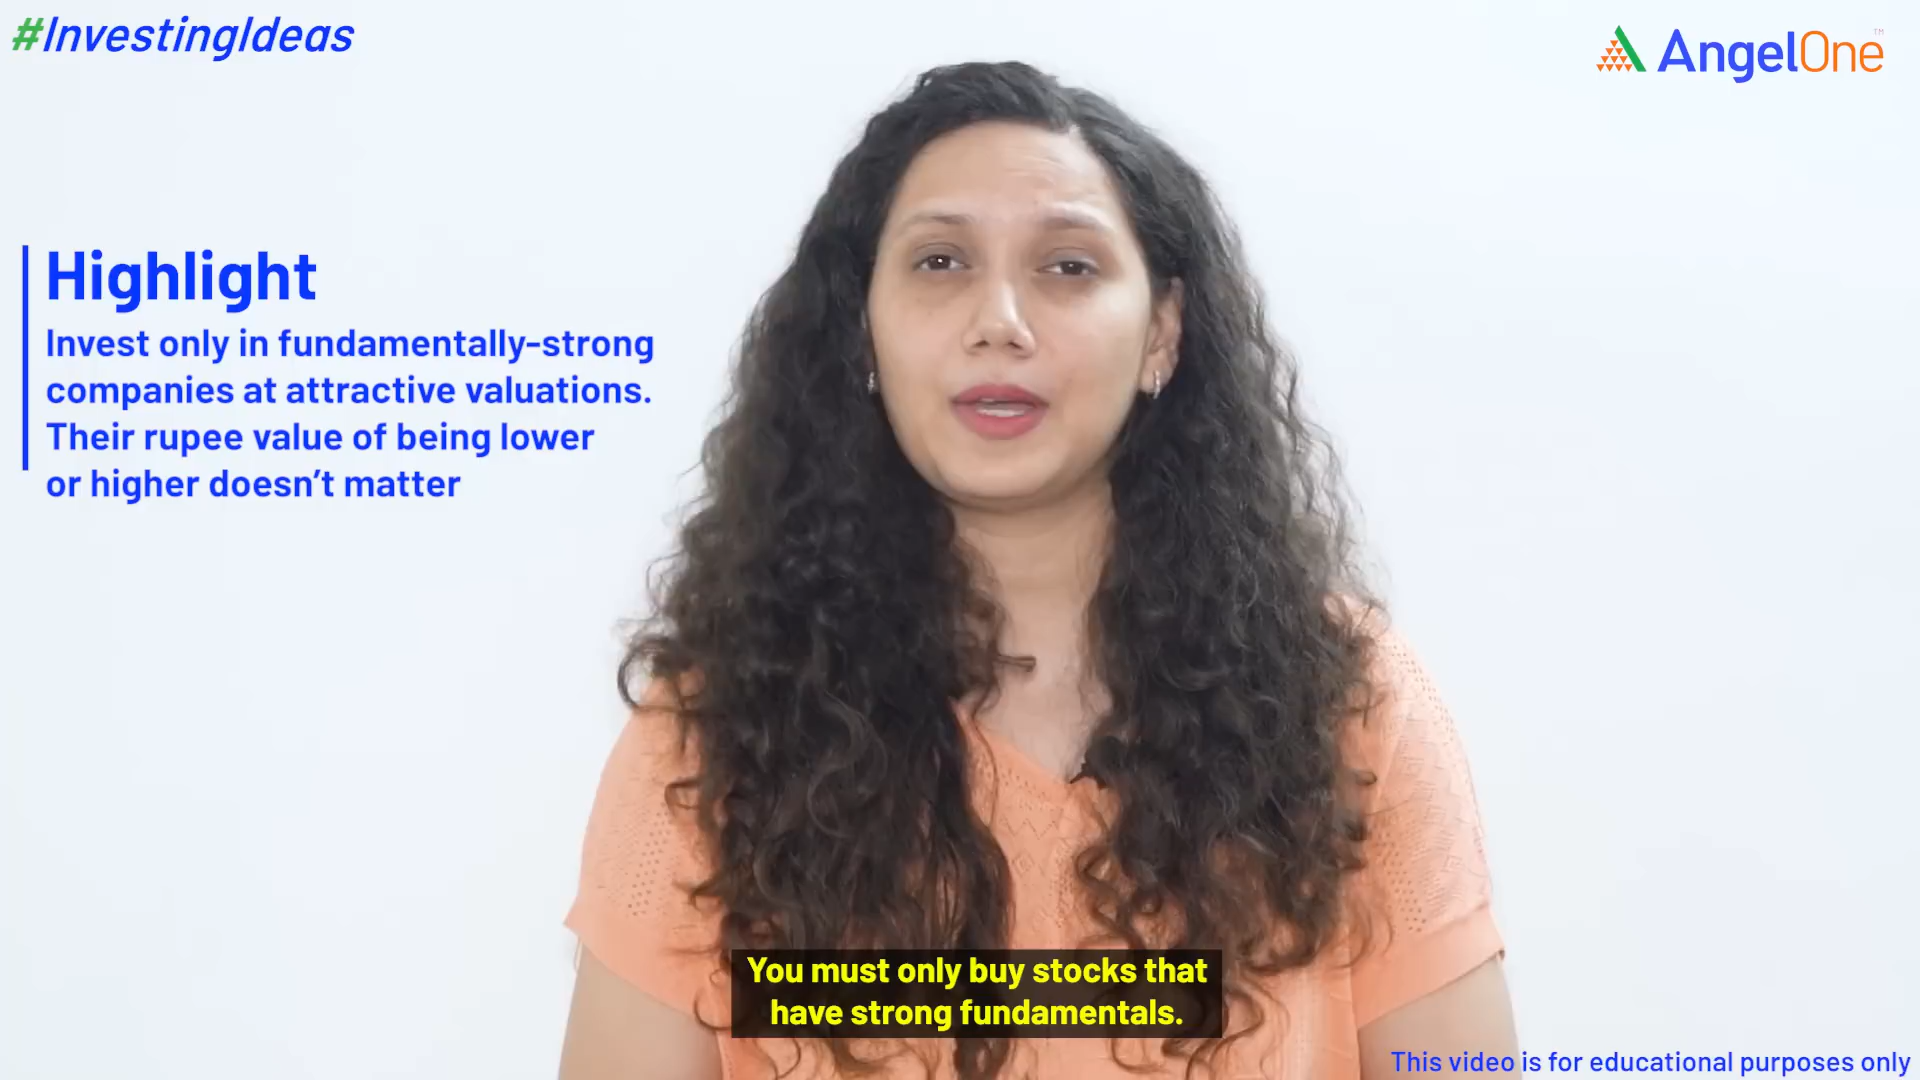 #InvestingIdeas
AngelOne™
Highlight
Invest only in fundamentally-strong
companies at attractive valuations.
Their rupee value of being lower
or higher doesn’t matter
You must only buy stocks that
have strong fundamentals.
This video is for educational purposes only